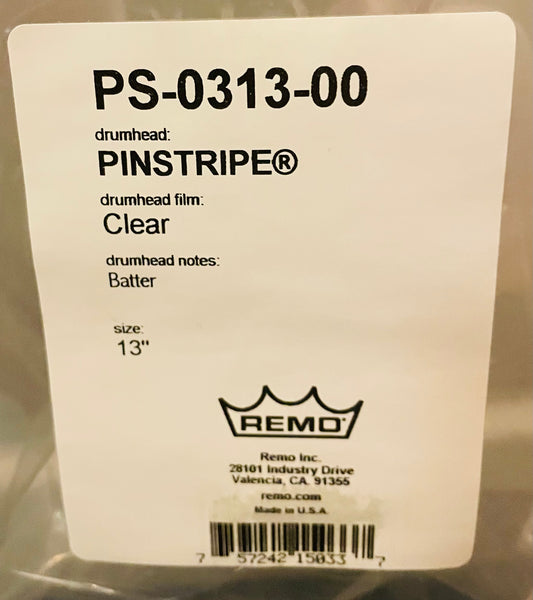 PS-0313-00
drumhead:
PINSTRIPE®
drumhead film:
Clear
drumhead notes:
Batter
size:
13"
REMO
Remo Inc.
28101 Industry Drive
Valencia, CA. 91355
remo.com
Made in U.S.A.
7 57242 15033 7